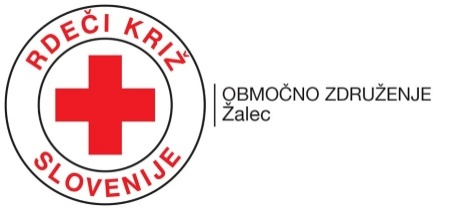 RDEČI KRIŽ
SLOVENIJE
OBMOČNO ZDRUŽENJE
Žalec